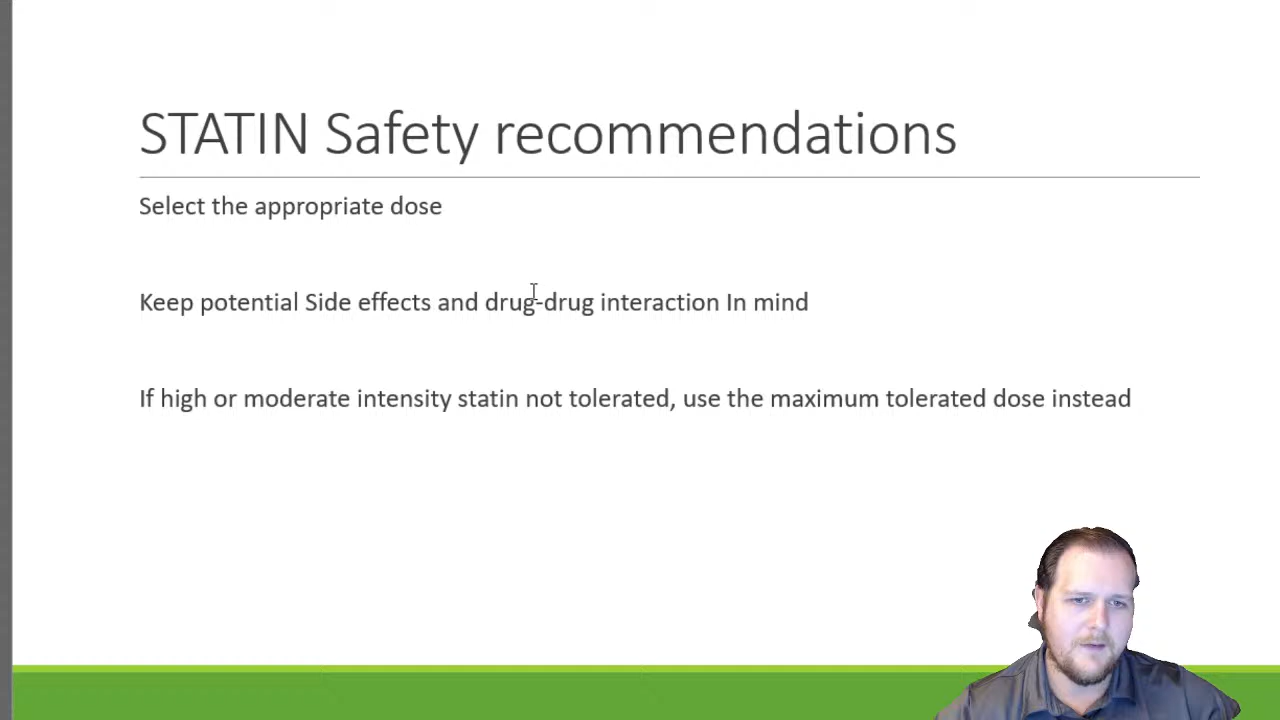 STATIN Safety recommendations
Select the appropriate dose
Keep potential Side effects and drug-drug interaction In mind
If high or moderate intensity statin not tolerated, use the maximum tolerated dose instead